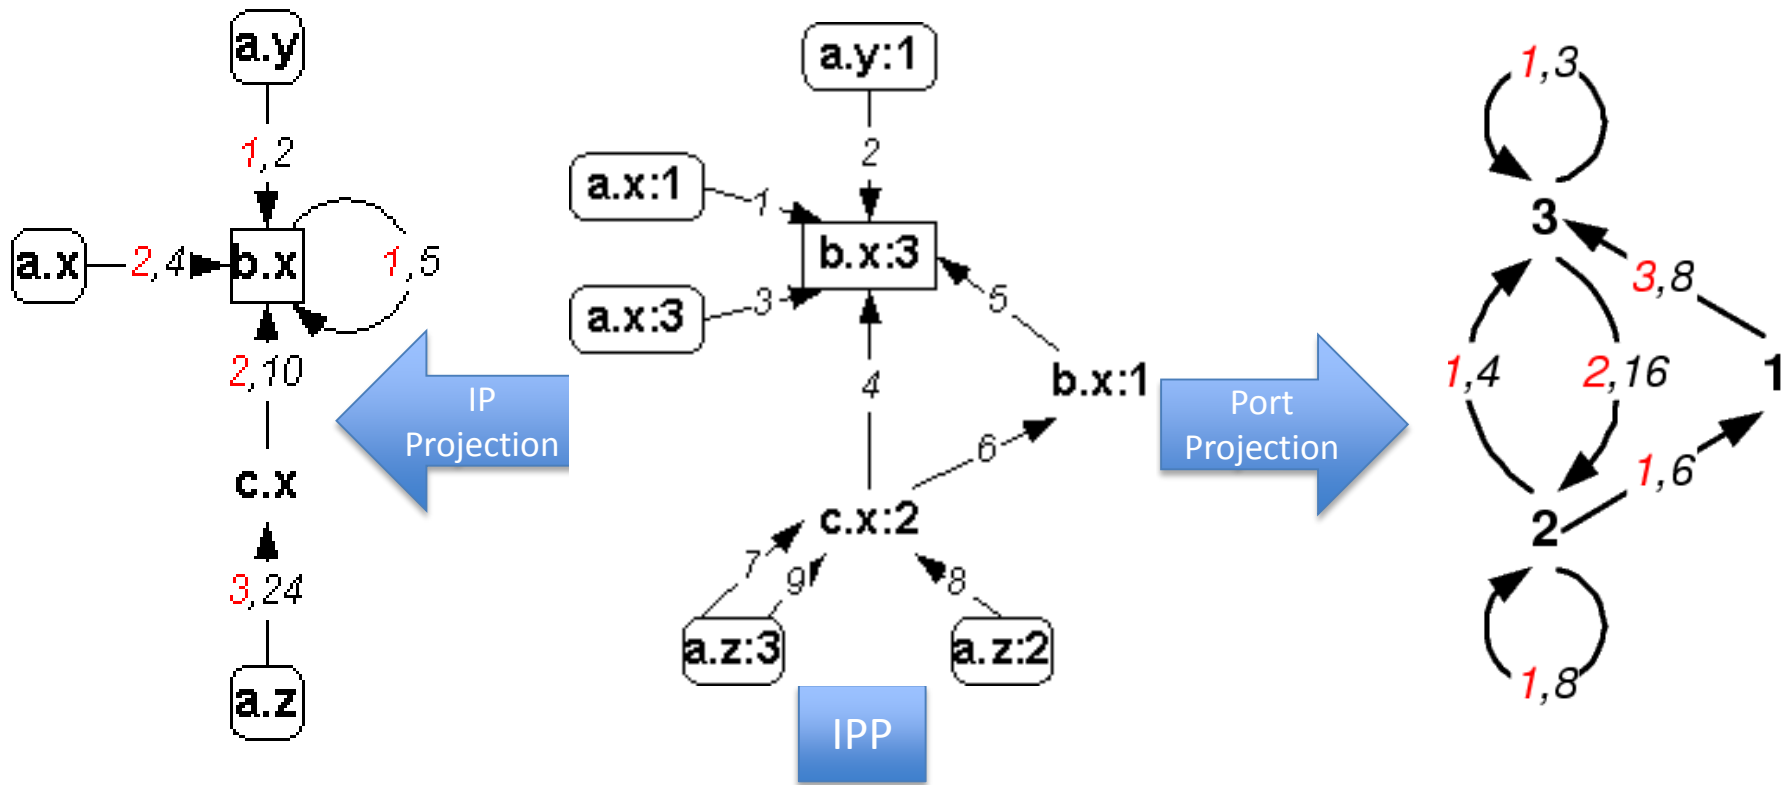 a.y
1,2
a.x
2,4
b.x
1,5
2,10
c.x
3,24
a.z
IP
Projection
a.y:1
2
a.x:1
1
b.x:3
a.x:3
3
5
4
b.x:1
6
c.x:2
7
9
8
a.z:3
a.z:2
IPP
Port
Projection
1,3
3
3,8
1,4
2,16
1
1,6
2
1,8